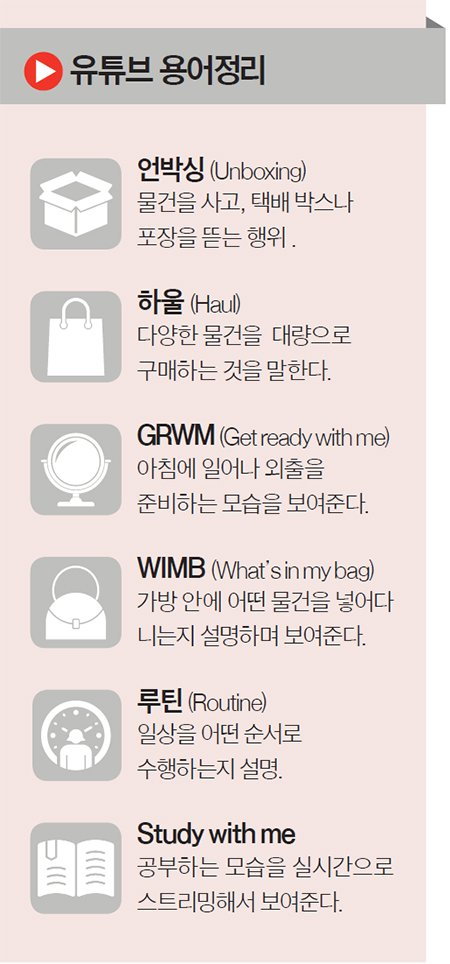 유튜브 용어정리
언박싱 (Unboxing)
물건을 사고, 택배 박스나
포장을 뜯는 행위 .
하울 (Haul)
다양한 물건을 대량으로
구매하는 것을 말한다.
GRWM (Get ready with me)
아침에 일어나 외출을
준비하는 모습을 보여준다.
WIMB (What's in my bag)
가방 안에 어떤 물건을 넣어다
니는지 설명하며 보여준다.
루틴 (Routine)
일상을 어떤 순서로
수행하는지 설명.
Study with me
공부하는 모습을 실시간으로
스트리밍해서 보여준다.